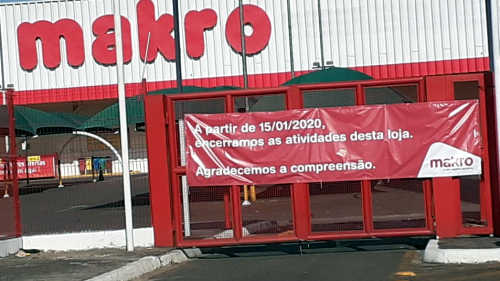 makro
A partir de 15/01/2020,
encerramos as atividades desta loja.
Agradecemos a compreensão.
makro